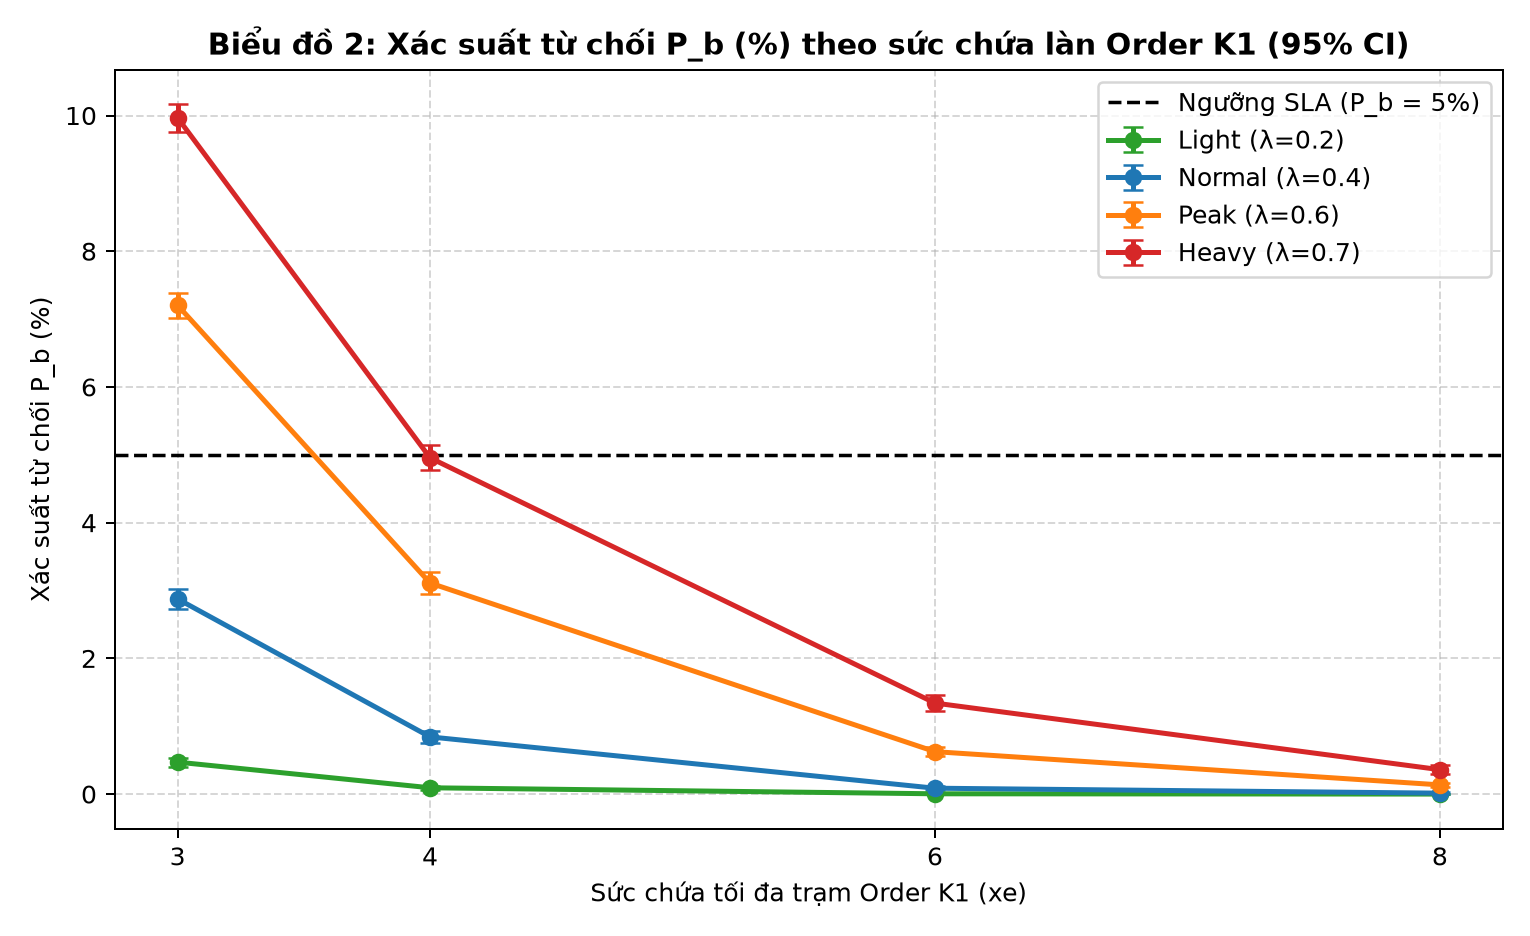 Biểu đồ 2: Xác suất từ chối P_b (%) theo sức chứa làn Order K1 (95% CI)
Ngưỡng SLA (P_b = 5%)
Light (λ=0.2)
Normal (λ=0.4)
Peak (λ=0.6)
Heavy (λ=0.7)
Xác suất từ chối P_b (%)
10
8
6
4
2
0
3
4
6
8
Sức chứa tối đa trạm Order K1 (xe)